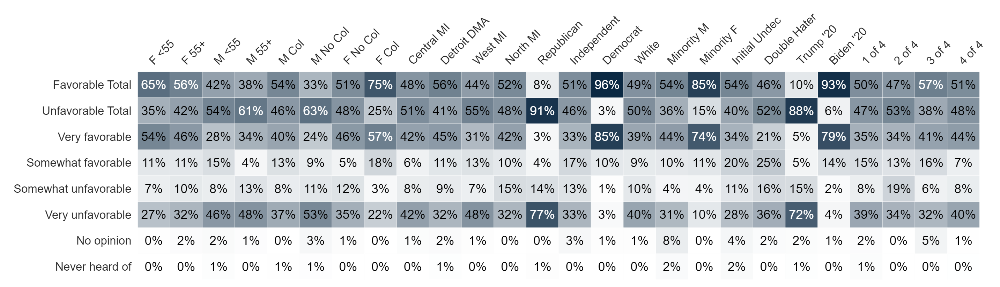 F <55 F 55+ M <55 M 55+ M Col M No Col F No Col F Col Central MI Detroit DMA West MI North MI Republican Independent Democrat White Minority M Minority F Initial Undec Double Hater Trump '20 Biden '20 1 of 4 2 of 4 3 of 4 4 of 4
Favorable Total 65% 56% 42% 38% 54% 33% 51% 75% 48% 56% 44% 52% 8% 51% 96% 49% 54% 85% 54% 46% 10% 93% 50% 47% 57% 51%
Unfavorable Total 35% 42% 54% 61% 46% 63% 48% 25% 51% 41% 55% 48% 91% 46% 3% 50% 36% 15% 40% 52% 88% 6% 47% 53% 38% 48%
Very favorable 54% 46% 28% 34% 40% 24% 46% 57% 42% 45% 31% 42% 3% 33% 85% 39% 44% 74% 34% 21% 5% 79% 35% 34% 41% 44%
Somewhat favorable 11% 11% 15% 4% 13% 9% 5% 18% 6% 11% 13% 10% 4% 17% 10% 9% 10% 11% 20% 25% 5% 14% 15% 13% 16% 7%
Somewhat unfavorable 7% 10% 8% 13% 8% 11% 12% 3% 8% 9% 7% 15% 14% 13% 1% 10% 4% 4% 11% 16% 15% 2% 8% 19% 6% 8%
Very unfavorable 27% 32% 46% 48% 37% 53% 35% 22% 42% 32% 48% 32% 77% 33% 3% 40% 31% 10% 28% 36% 72% 4% 39% 34% 32% 40%
No opinion 0% 2% 2% 1% 0% 3% 1% 0% 1% 2% 1% 0% 0% 3% 1% 1% 8% 0% 4% 2% 2% 1% 2% 0% 5% 1%
Never heard of 0% 0% 1% 0% 1% 1% 0% 0% 0% 1% 0% 0% 1% 0% 0% 0% 2% 0% 2% 0% 1% 0% 1% 0% 0% 0%